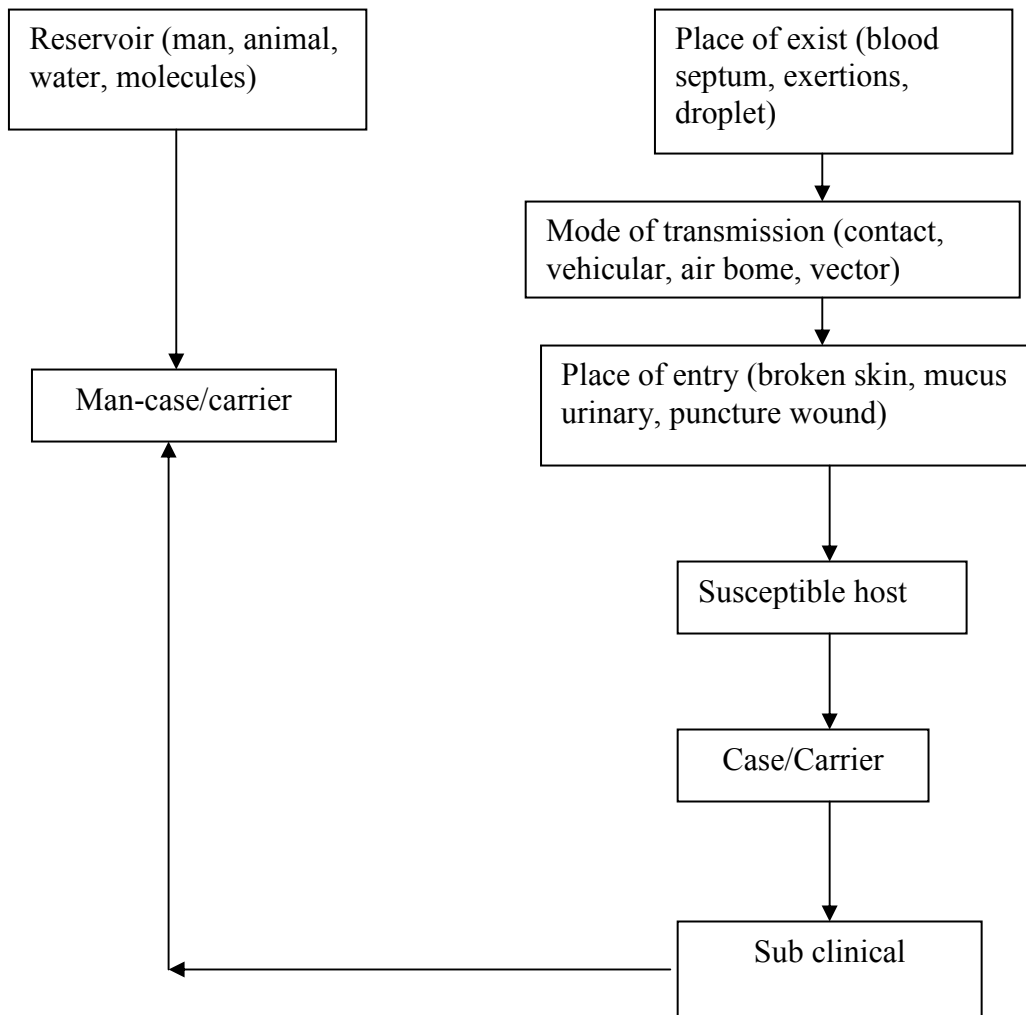 Reservoir (man, animal,
water, molecules)
Man-case/carrier
Place of exist (blood
septum, exertions,
droplet)
Mode of transmission (contact,
vehicular, air bome, vector)
Place of entry (broken skin, mucus
urinary, puncture wound)
Susceptible host
Case/Carrier
Sub clinical